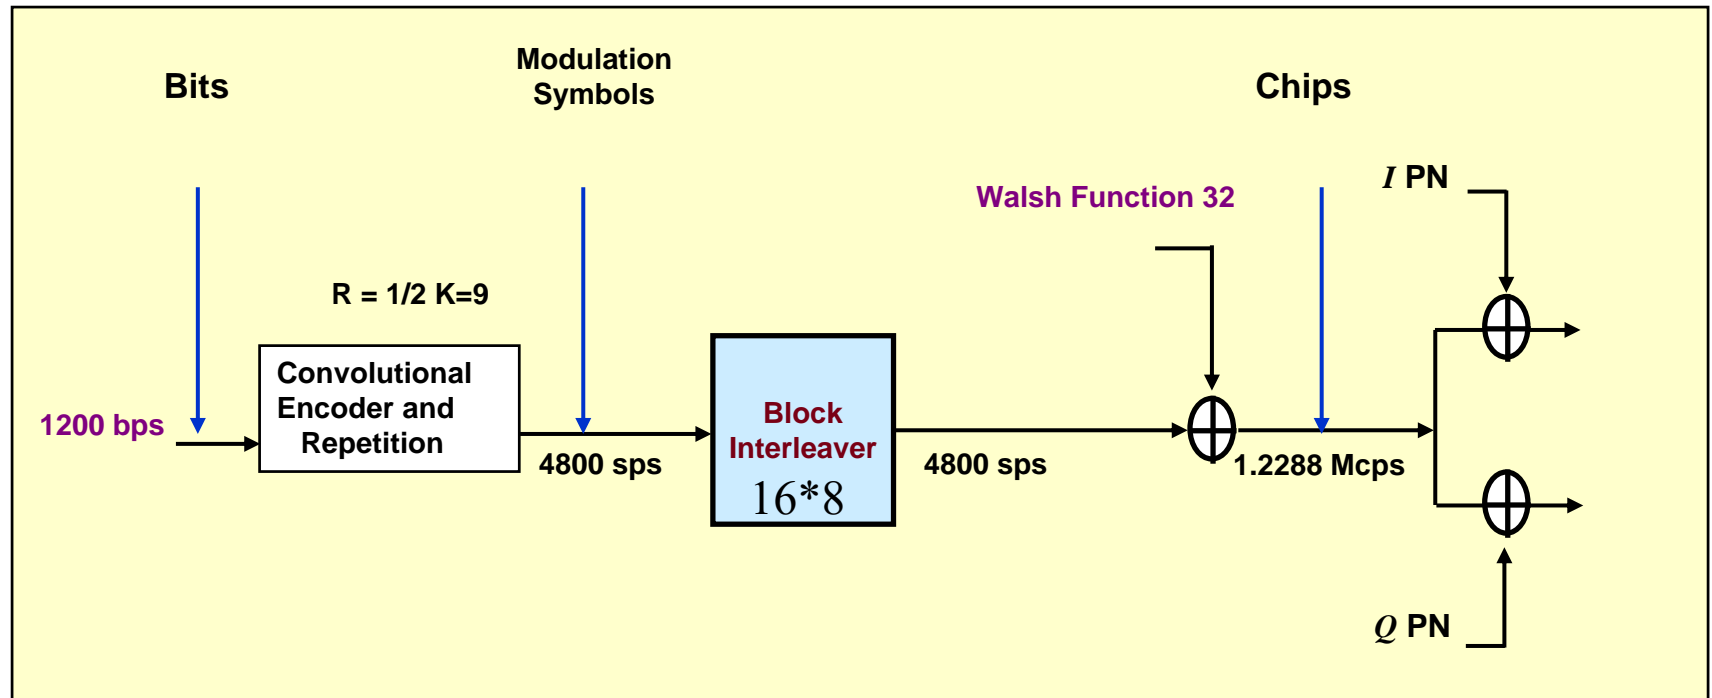 Bits
Modulation
Symbols
Chips
I PN
Walsh Function 32
R = 1/2 K=9
Convolutional
Encoder and
Repetition
1200 bps
4800 sps
Block
Interleaver
16*8
4800 sps
1.2288 Mcps
Q PN